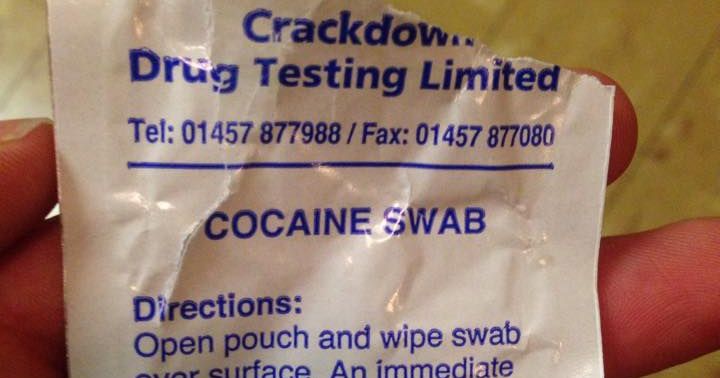 Crackdown
Drug Testing Limited
Tel: 01457 877988 / Fax: 01457 877080
COCAINE SWAB
Directions:
Open pouch and wipe swab
over surface. An immediate